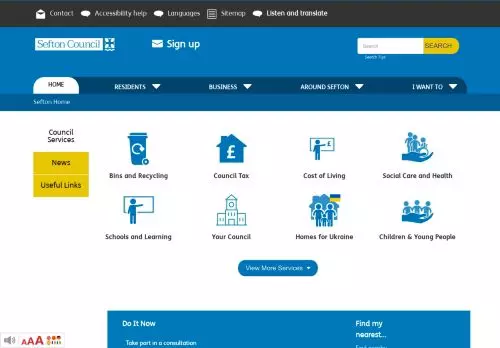 Contact Accessibility help Languages Sitemap Listen and translate
Sefton Council
Sign up
Search
SEARCH
Search Tips
HOME RESIDENTS BUSINESS AROUND SEFTON I WANT TO
Sefton Home
Council
Services
News
Useful Links
Bins and Recycling Council Tax Cost of Living Social Care and Health
Schools and Learning Your Council Homes for Ukraine Children & Young People
View More Services
Do It Now
Take part in a consultation
Find my
nearest...
AAA